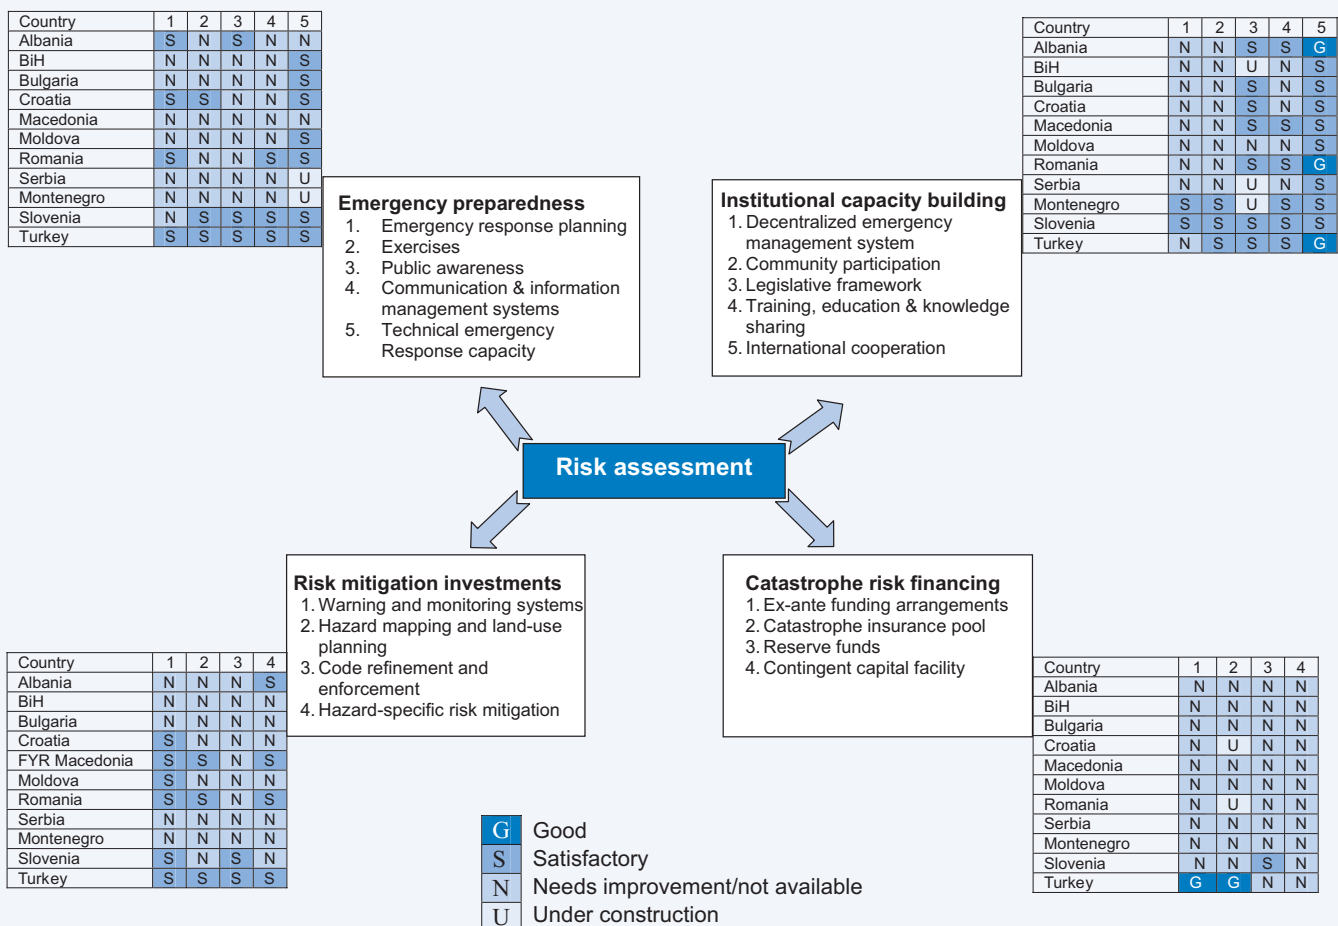 Country 1 2 3 4 5
Albania S N S N N
BiH N N N N S
Bulgaria N N N N S
Croatia S S N N S
Macedonia N N N N N
Moldova N N N N S
Romania S N N S S
Serbia N N N N U
Montenegro N N N N U
Slovenia N S S S S
Turkey S S S S S
Emergency preparedness
1. Emergency response planning
2. Exercises
3. Public awareness
4. Communication & information
management systems
5. Technical emergency
Response capacity
Institutional capacity building
1. Decentralized emergency
management system
2. Community participation
3. Legislative framework
4. Training, education & knowledge
sharing
5. International cooperation
Country 1 2 3 4 5
Albania N N S S G
BiH N N U N S
Bulgaria N N S N S
Croatia N N S N S
Macedonia N N S S S
Moldova N N N N S
Romania N N S S G
Serbia N N U N S
Montenegro S S U S S
Slovenia S S S S S
Turkey N S S S G
Risk assessment
Risk mitigation investments
1. Warning and monitoring systems
2. Hazard mapping and land-use
planning
3. Code refinement and
enforcement
4. Hazard-specific risk mitigation
Catastrophe risk financing
1. Ex-ante funding arrangements
2. Catastrophe insurance pool
3. Reserve funds
4. Contingent capital facility
Country 1 2 3 4
Albania N N N S
BiH N N N N
Bulgaria N N N N
Croatia S N N N
FYR Macedonia S S N S
Moldova S N N N
Romania S S N S
Serbia N N N N
Montenegro N N N N
Slovenia S N S N
Turkey S S S S
Country 1 2 3 4
Albania N N N N
BiH N N N N
Bulgaria N N N N
Croatia N U N N
Macedonia N N N N
Moldova N N N N
Romania N U N N
Serbia N N N N
Montenegro N N N N
Slovenia N N S N
Turkey G G N N
G Good
S Satisfactory
N Needs improvement/not available
U Under construction